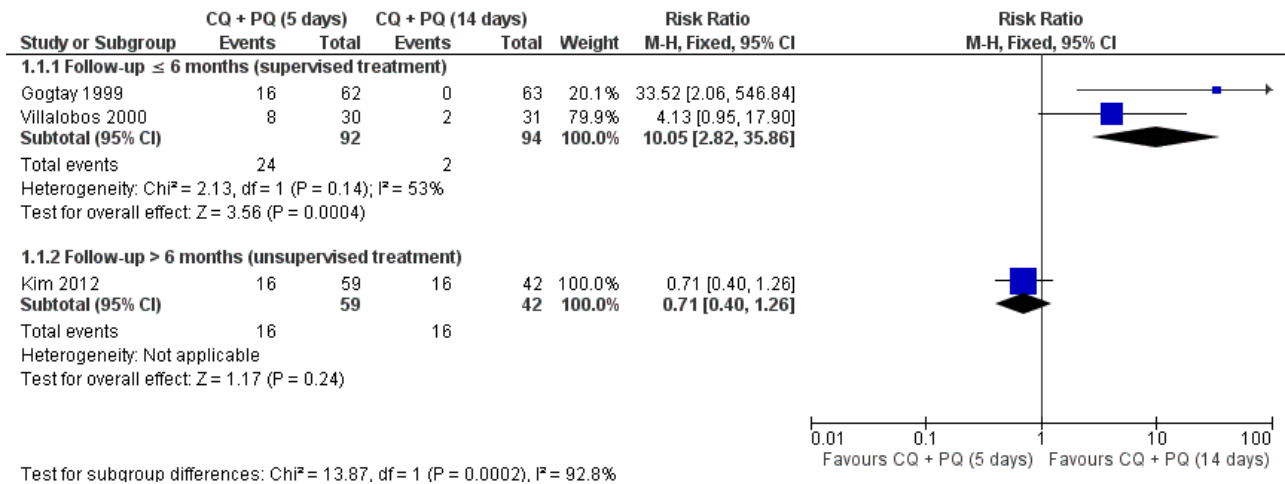 CQ + PQ (5 days) CQ + PQ (14 days) Risk Ratio Risk Ratio
Study or Subgroup Events Total Events Total Weight M-H, Fixed, 95% CI M-H, Fixed, 95% CI
1.1.1 Follow-up ≤ 6 months (supervised treatment)
Gogtay 1999 16 62 0 63 20.1% 33.52 [2.06, 546.84]
Villalobos 2000 8 30 2 31 79.9% 4.13 [0.95, 17.90]
Subtotal (95% CI) 92 94 100.0% 10.05 [2.82, 35.86]
Total events 24 2
Heterogeneity: Chi² = 2.13, df = 1 (P = 0.14); I² = 53%
Test for overall effect: Z = 3.56 (P = 0.0004)
1.1.2 Follow-up > 6 months (unsupervised treatment)
Kim 2012 16 59 16 42 100.0% 0.71 [0.40, 1.26]
Subtotal (95% CI) 59 42 100.0% 0.71 [0.40, 1.26]
Total events 16 16
Heterogeneity: Not applicable
Test for overall effect: Z = 1.17 (P = 0.24)
0.01 0.1 1 10 100
Favours CQ + PQ (5 days) Favours CQ + PQ (14 days)
Test for subgroup differences: Chi² = 13.87, df = 1 (P = 0.0002), I² = 92.8%